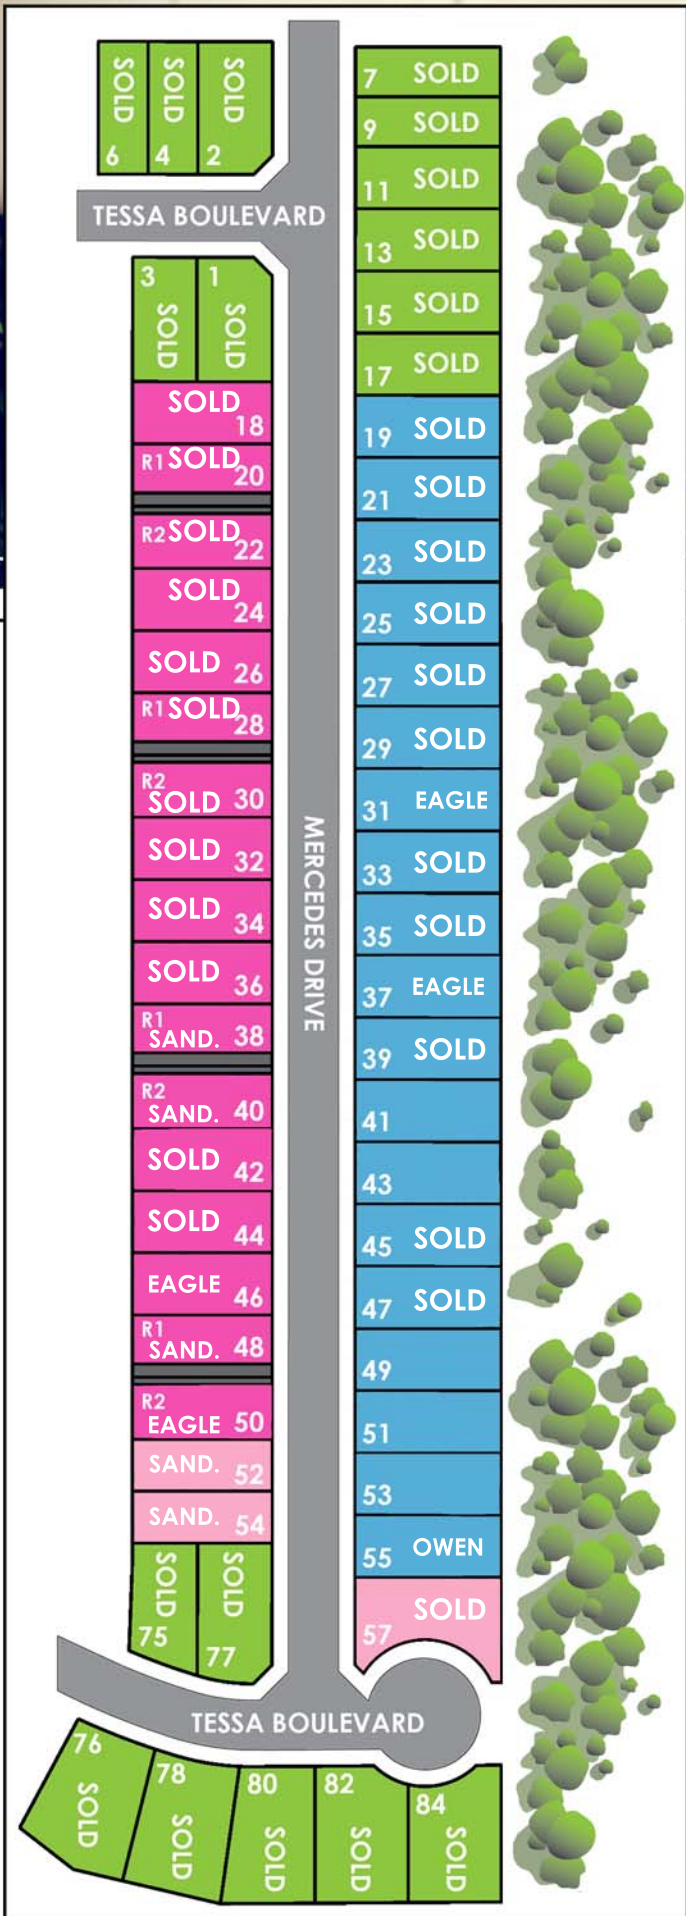 SOLD 6
SOLD 4
SOLD 2
TESSA BOULEVARD
3 SOLD
1 SOLD
SOLD 18
R1 SOLD 20
R2 SOLD 22
SOLD 24
SOLD 26
R1 SOLD 28
R2 SOLD 30
SOLD 32
SOLD 34
SOLD 36
R1 SAND. 38
R2 SAND. 40
SOLD 42
SOLD 44
EAGLE 46
R1 SAND. 48
R2 EAGLE 50
SAND. 52
SAND. 54
SOLD 75
SOLD 77
MERCEDES DRIVE
7 SOLD
9 SOLD
11 SOLD
13 SOLD
15 SOLD
17 SOLD
19 SOLD
21 SOLD
23 SOLD
25 SOLD
27 SOLD
29 SOLD
31 EAGLE
33 SOLD
35 SOLD
37 EAGLE
39 SOLD
41
43
45 SOLD
47 SOLD
49
51
53
55 OWEN
57 SOLD
TESSA BOULEVARD
76 SOLD
78 SOLD
80 SOLD
82 SOLD
84 SOLD